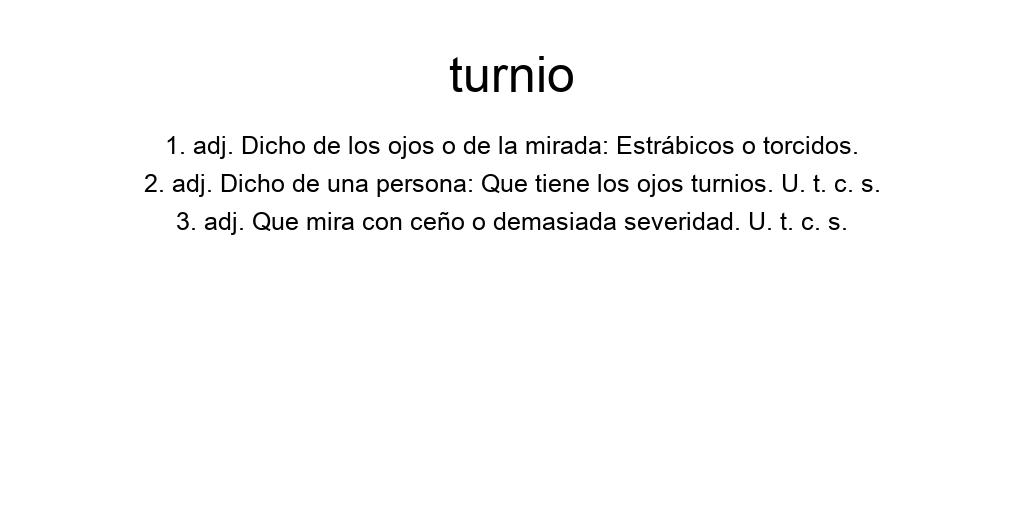 turnio
1. adj. Dicho de los ojos o de la mirada: Estrábicos o torcidos.
2. adj. Dicho de una persona: Que tiene los ojos turnios. U. t. c. s.
3. adj. Que mira con ceño o demasiada severidad. U. t. c. s.